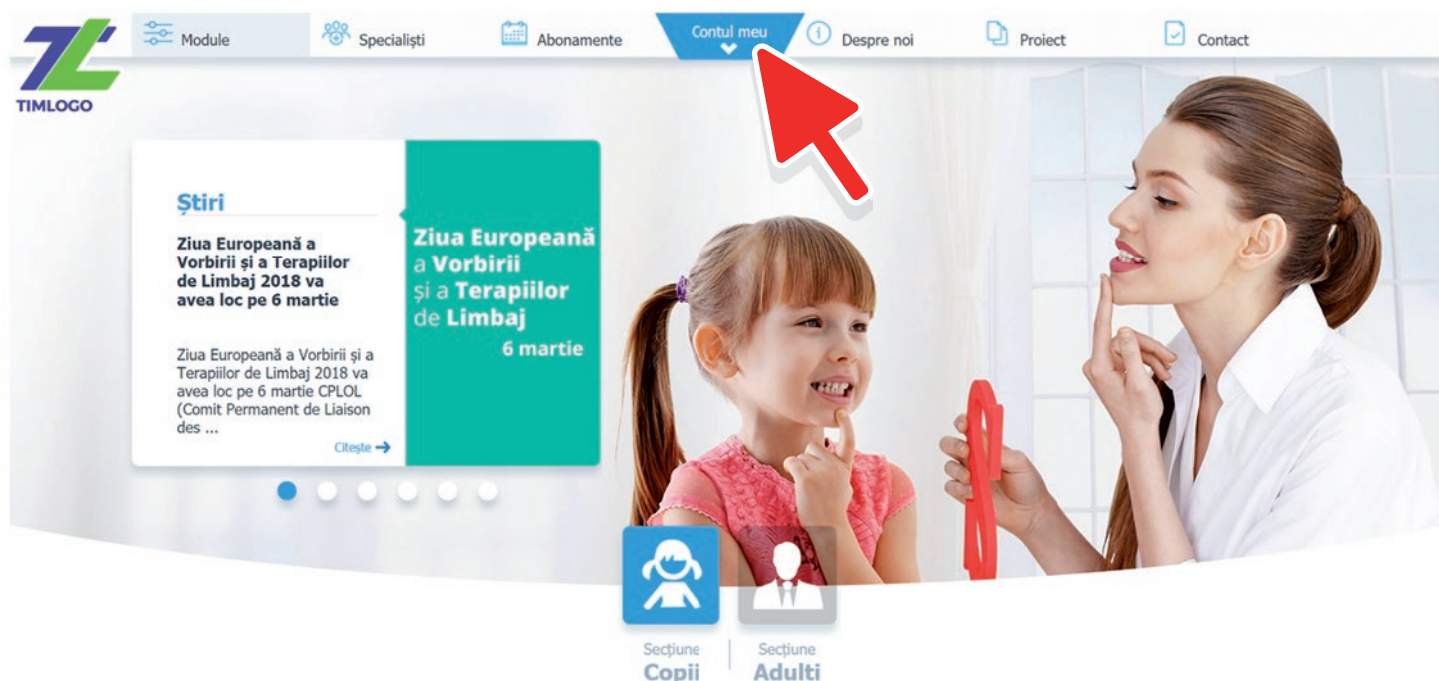 Module
Specialiști
Abonamente
Contul meu
Despre noi
Proiect
Contact
TIMLOGO
Știri
Ziua Europeană a
Vorbirii și a Terapiilor
de Limbaj 2018 va
avea loc pe 6 martie
Ziua Europeană a Vorbirii și a
Terapiilor de Limbaj 2018 va
avea loc pe 6 martie CPLOL
(Comit Permanent de Liaison
des ...
Citește
Ziua Europeană
a Vorbirii
și a Terapiilor
de Limbaj
6 martie
Secțiune
Copii
Secțiune
Adulti